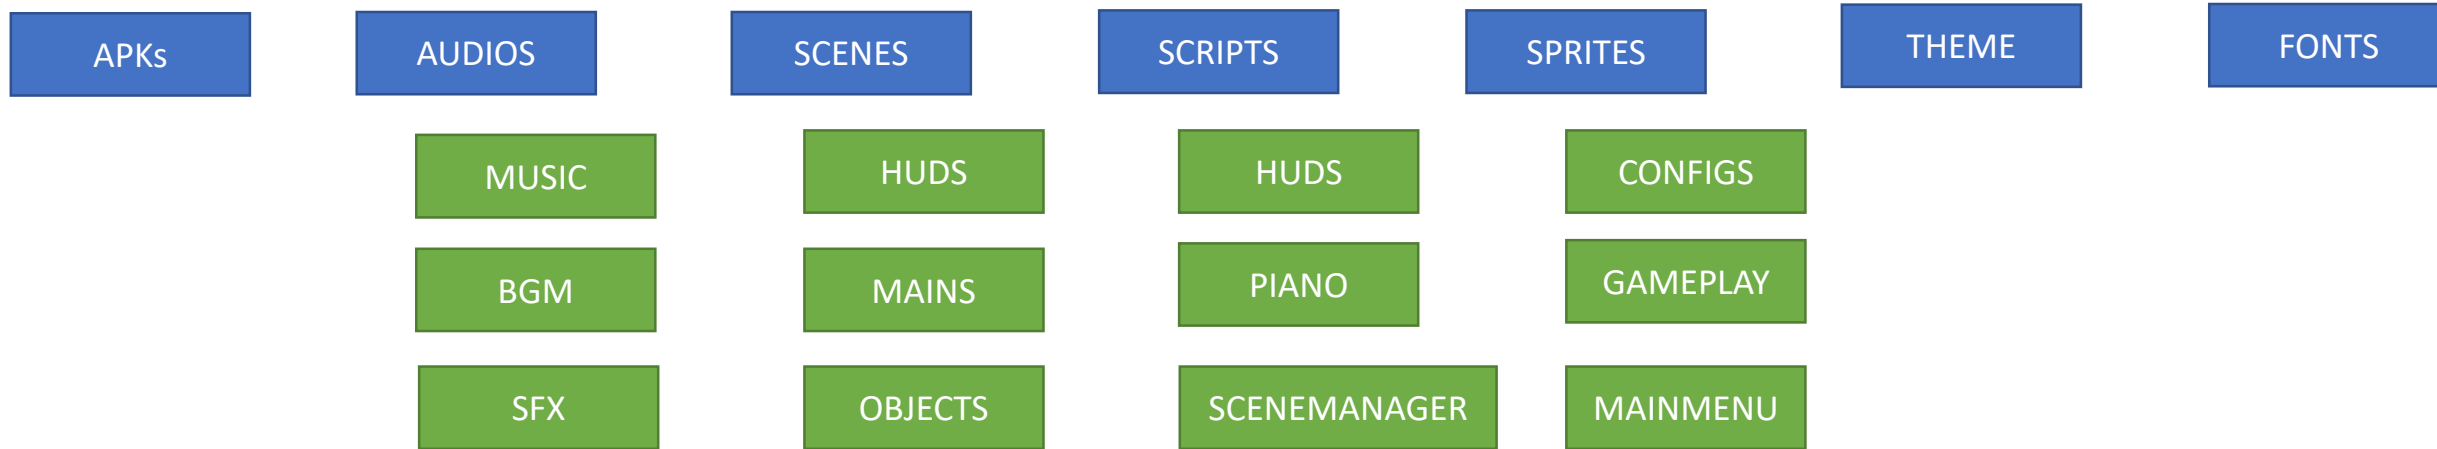 APKs
AUDIOS
SCENES
SCRIPTS
SPRITES
THEME
FONTS
MUSIC
HUDS
HUDS
CONFIGS
BGM
MAINS
PIANO
GAMEPLAY
SFX
OBJECTS
SCENEMANAGER
MAINMENU